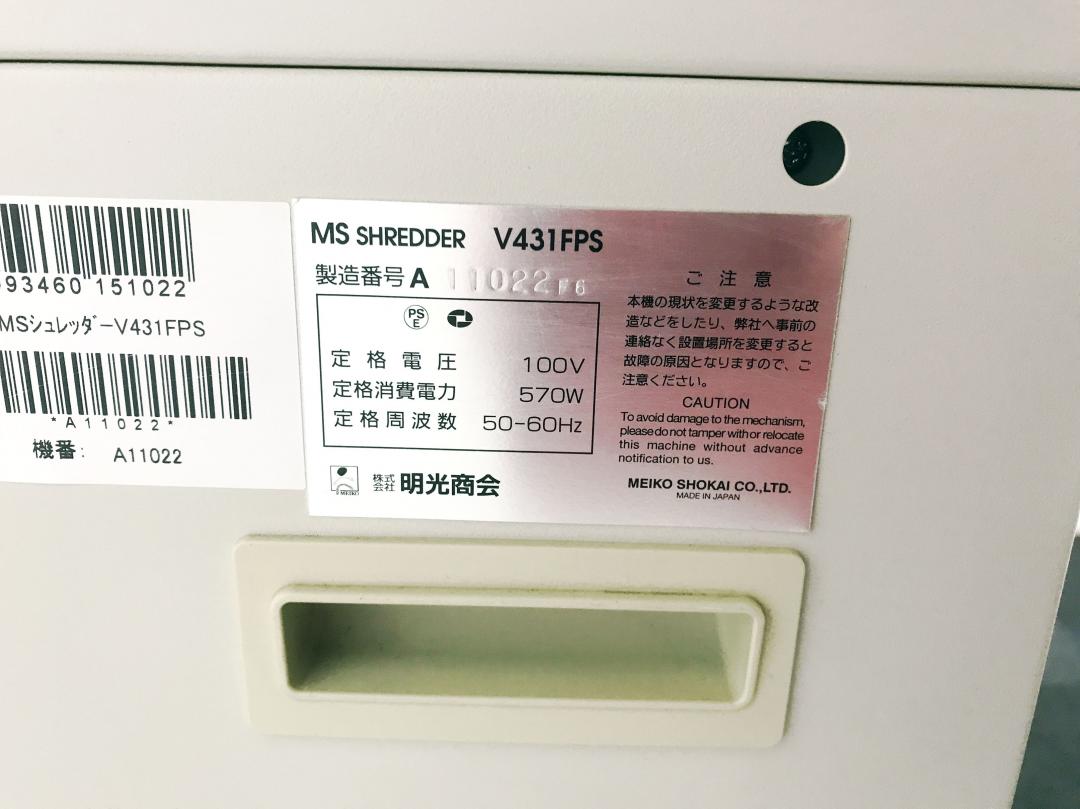 93460 151022
MSシュレッダｰV431FPS
*A11022*
機番: A11022
MS SHREDDER V431FPS
製造番号 A 11022F6
PS
E
定格電圧 100V
定格消費電力 570W
定格周波数 50-60Hz
株式
会社 明光商会
ご注意
本機の現状を変更するような改
造などをしたり、弊社へ事前の
連絡なく設置場所を変更すると
故障の原因となりますので、ご
注意ください。
CAUTION
To avoid damage to the mechanism,
please do not tamper with or relocate
this machine without advance
notification to us.
MEIKO SHOKAI CO.,LTD.
MADE IN JAPAN